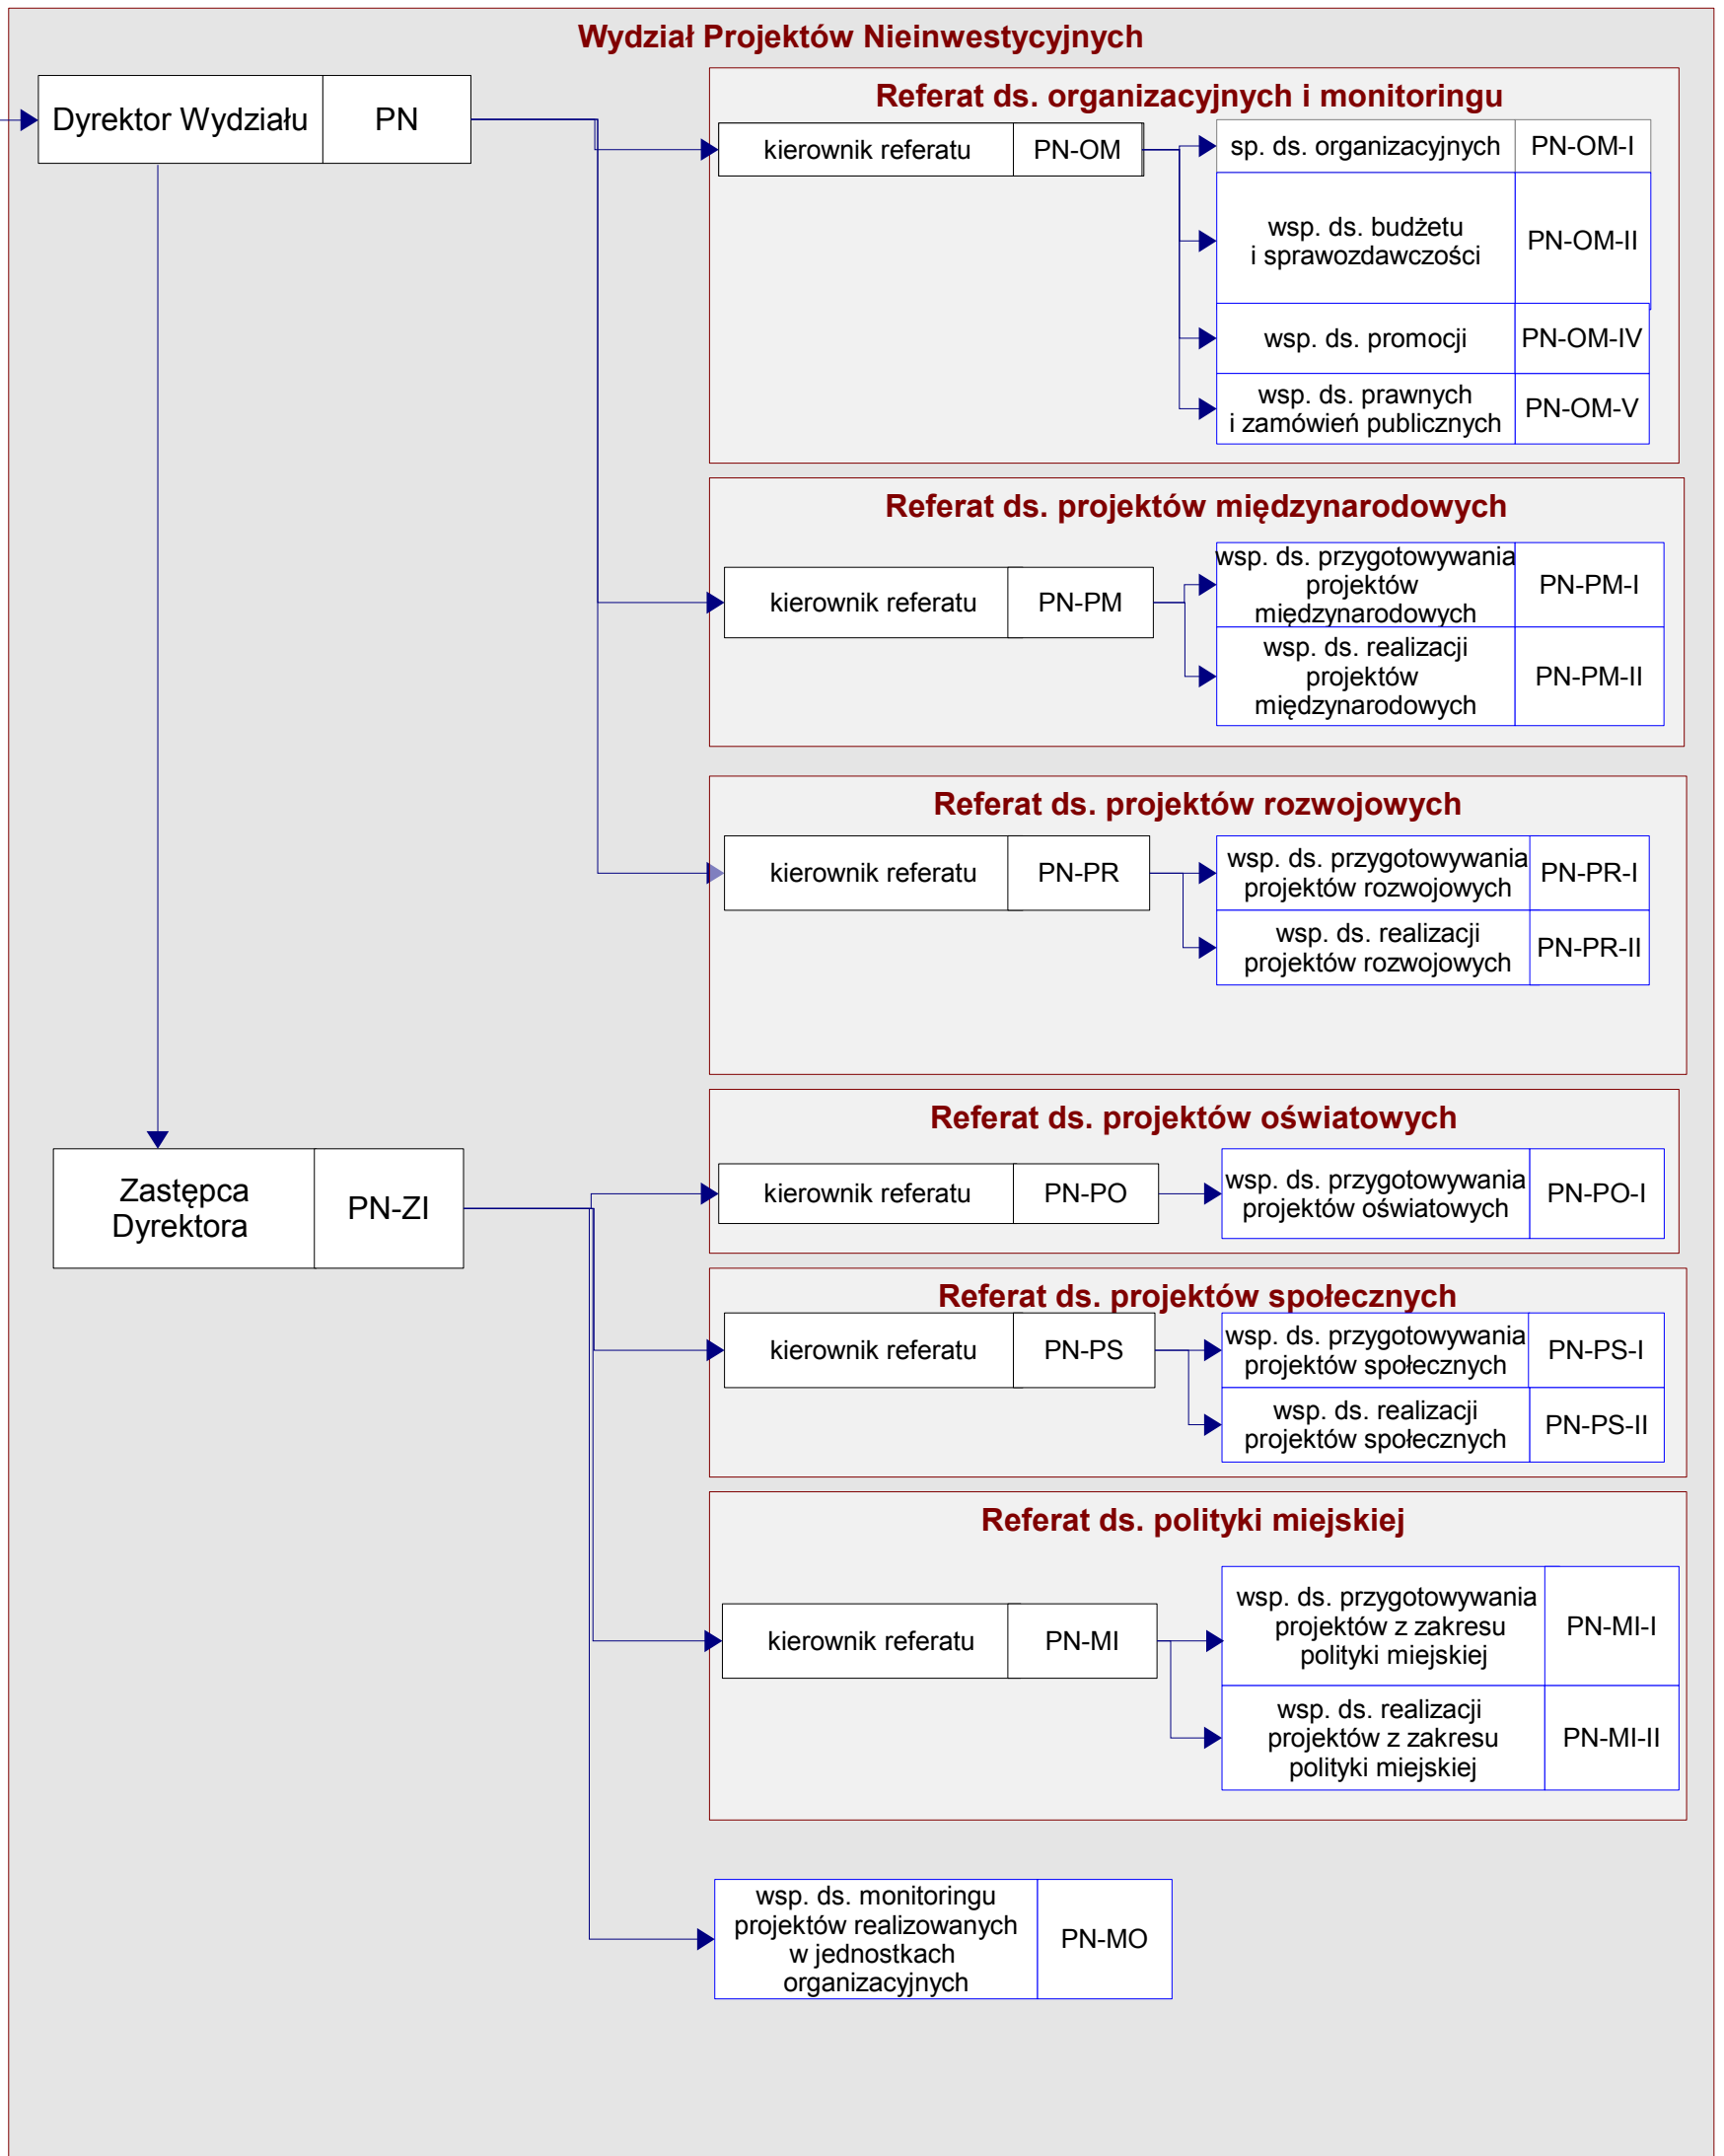 Wydział Projektów Nieinwestycyjnych
Dyrektor Wydziału PN
Referat ds. organizacyjnych i monitoringu
kierownik referatu PN-OM
sp. ds. organizacyjnych PN-OM-I
wsp. ds. budżetu
i sprawozdawczości
PN-OM-II
wsp. ds. promocji PN-OM-IV
wsp. ds. prawnych
i zamówień publicznych
PN-OM-V
Referat ds. projektów międzynarodowych
kierownik referatu PN-PM
wsp. ds. przygotowywania
projektów
międzynarodowych
PN-PM-I
wsp. ds. realizacji
projektów
międzynarodowych
PN-PM-II
Referat ds. projektów rozwojowych
kierownik referatu PN-PR
wsp. ds. przygotowywania
projektów rozwojowych
PN-PR-I
wsp. ds. realizacji
projektów rozwojowych
PN-PR-II
Zastępca
Dyrektora
PN-ZI
Referat ds. projektów oświatowych
kierownik referatu PN-PO
wsp. ds. przygotowywania
projektów oświatowych
PN-PO-I
Referat ds. projektów społecznych
kierownik referatu PN-PS
wsp. ds. przygotowywania
projektów społecznych
PN-PS-I
wsp. ds. realizacji
projektów społecznych
PN-PS-II
Referat ds. polityki miejskiej
kierownik referatu PN-MI
wsp. ds. przygotowywania
projektów z zakresu
polityki miejskiej
PN-MI-I
wsp. ds. realizacji
projektów z zakresu
polityki miejskiej
PN-MI-II
wsp. ds. monitoringu
projektów realizowanych
w jednostkach
organizacyjnych
PN-MO